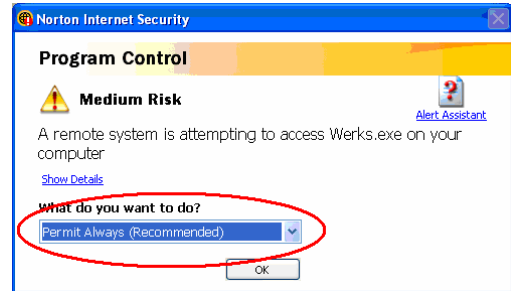 Norton Internet Security
Program Control
Medium Risk
Alert Assistant
A remote system is attempting to access Werks.exe on your
computer
Show Details
What do you want to do?
Permit Always (Recommended)
OK